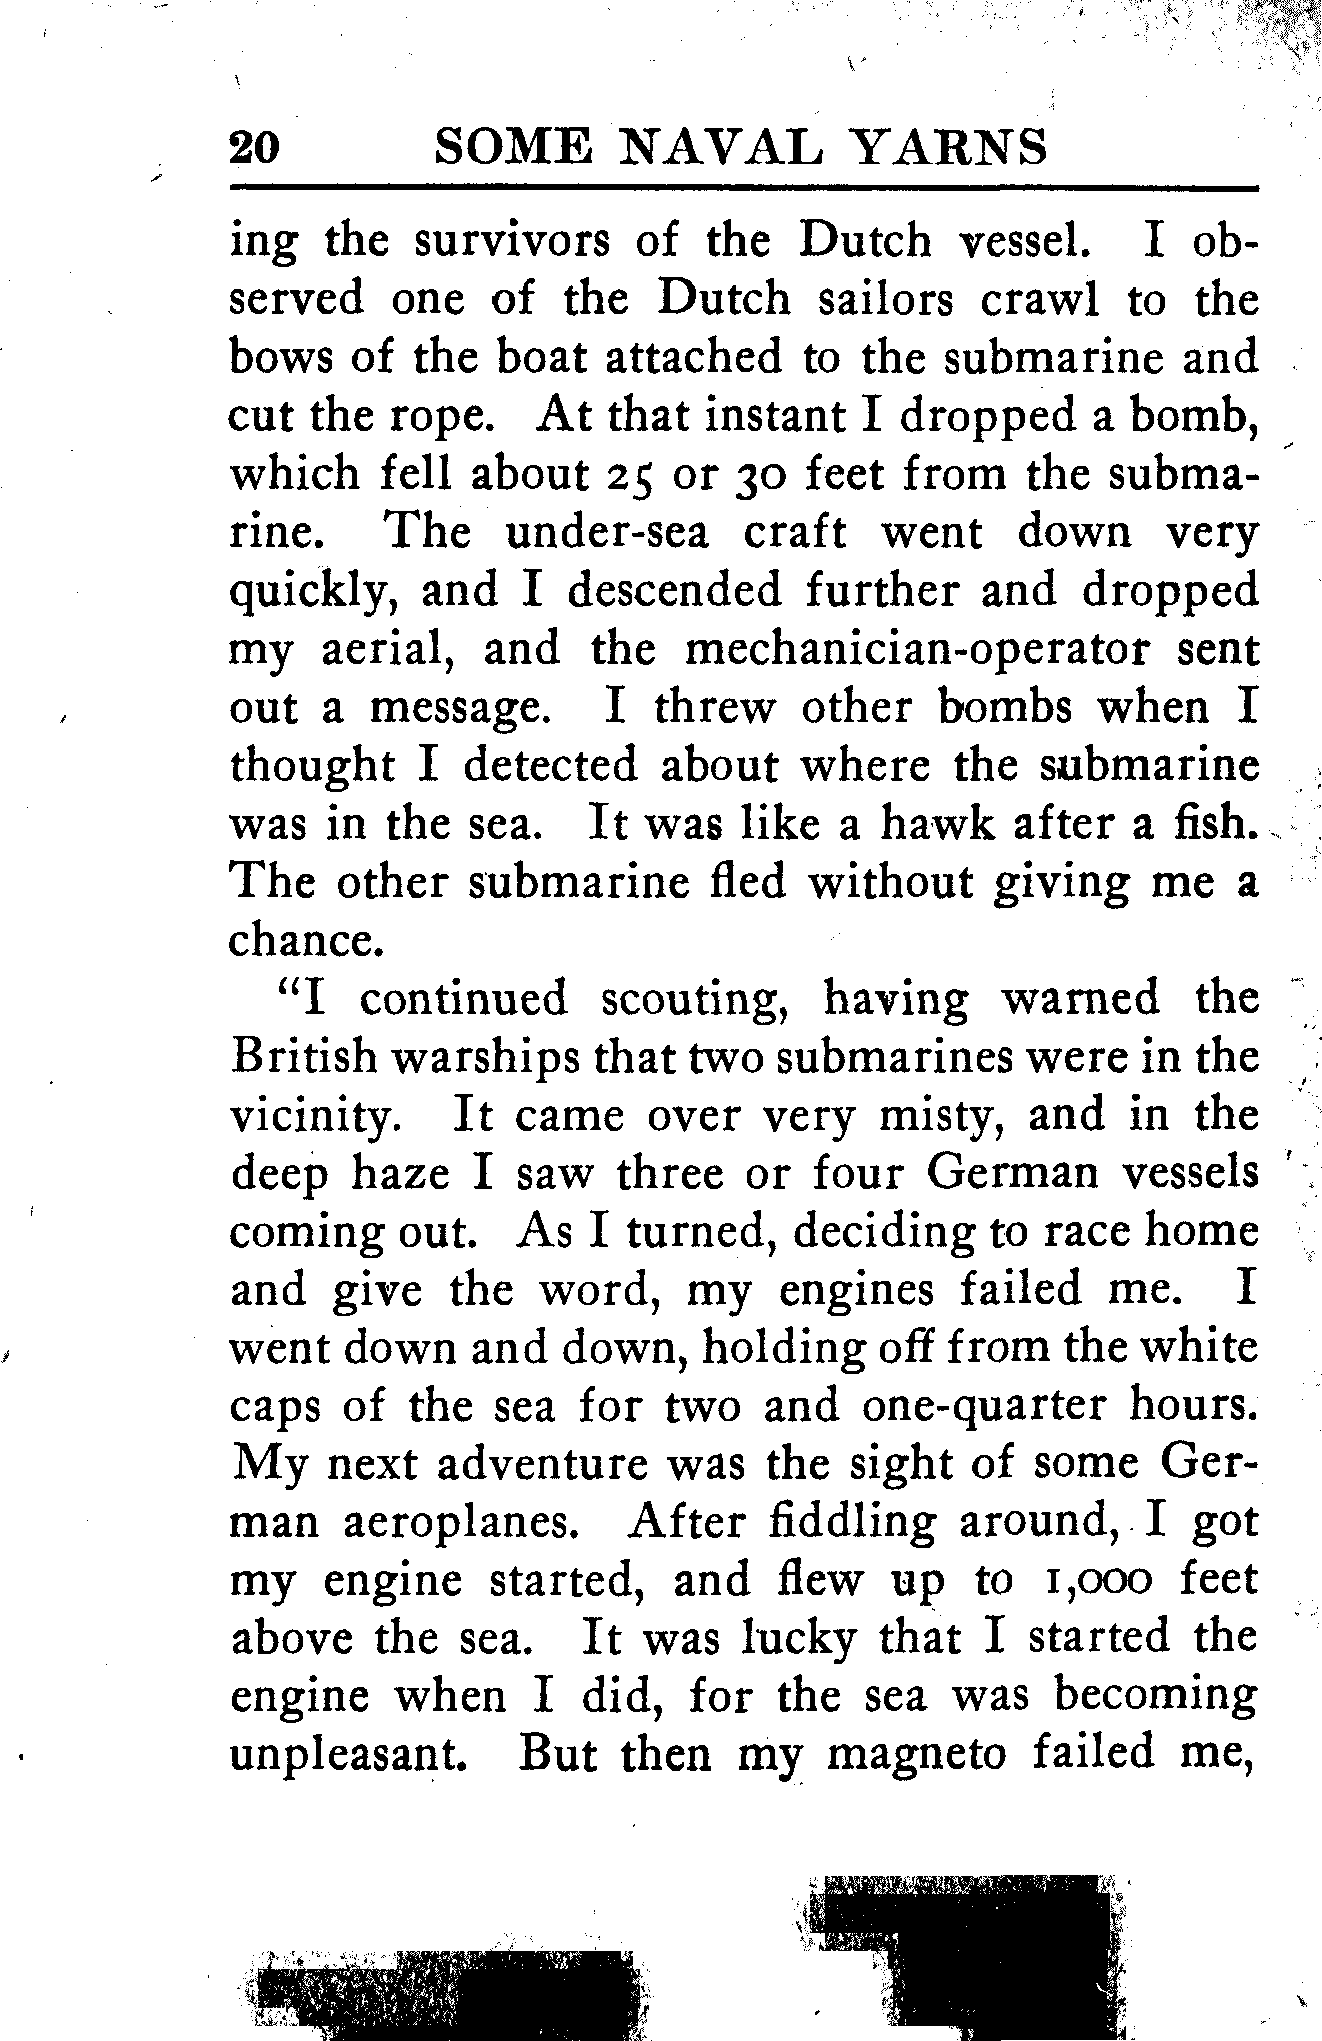 20 SOME NAVAL YARNS
ing the survivors of the Dutch vessel. I ob-
served one of the Dutch sailors crawl to the
bows of the boat attached to the submarine and
cut the rope. At that instant I dropped a bomb,
which fell about 25 or 30 feet from the subma-
rine. The under-sea craft went down very
quickly, and I descended further and dropped
my aerial, and the mechanician-operator sent
out a message. I threw other bombs when I
thought I detected about where the submarine
was in the sea. It was like a hawk after a fish.
The other submarine fled without giving me a
chance.
"I continued scouting, having warned the
British warships that two submarines were in the
vicinity. It came over very misty, and in the
deep haze I saw three or four German vessels
coming out. As I turned, deciding to race home
and give the word, my engines failed me. I
went down and down, holding off from the white
caps of the sea for two and one-quarter hours.
My next adventure was the sight of some Ger-
man aeroplanes. After fiddling around, I got
my engine started, and flew up to 1,000 feet
above the sea. It was lucky that I started the
engine when I did, for the sea was becoming
unpleasant. But then my magneto failed me,